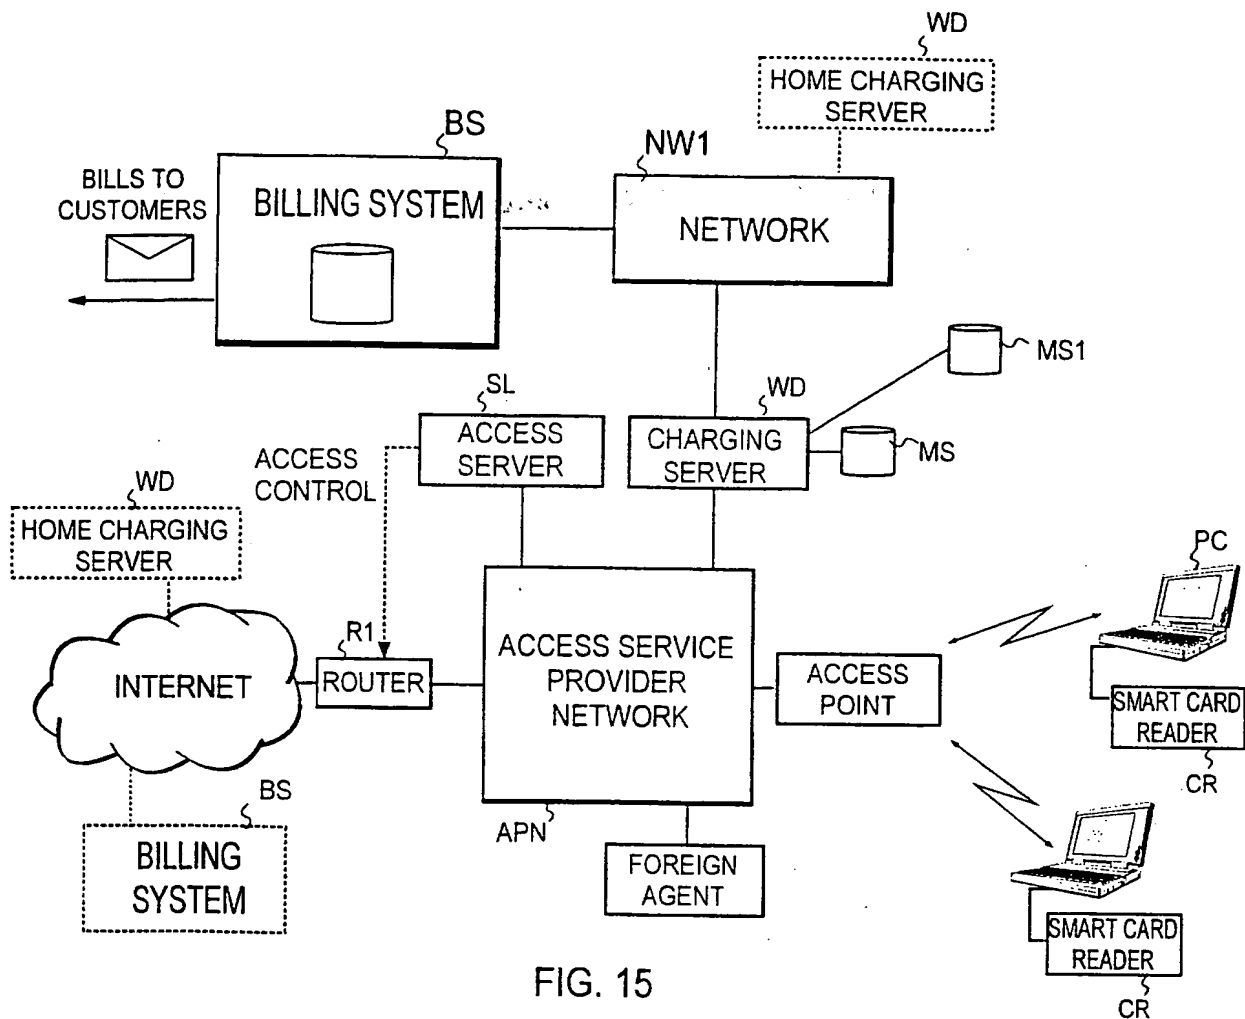 WD
HOME CHARGING
SERVER
BS
NW1
BILLS TO
CUSTOMERS
BILLING SYSTEM
NETWORK
MS1
SL
WD
ACCESS
SERVER
CHARGING
SERVER
MS
ACCESS
CONTROL
WD
HOME CHARGING
SERVER
PC
R1
INTERNET
ROUTER
ACCESS SERVICE
PROVIDER
NETWORK
ACCESS
POINT
SMART CARD
READER
CR
BS
APN
BILLING
SYSTEM
FOREIGN
AGENT
SMART CARD
READER
CR
FIG. 15